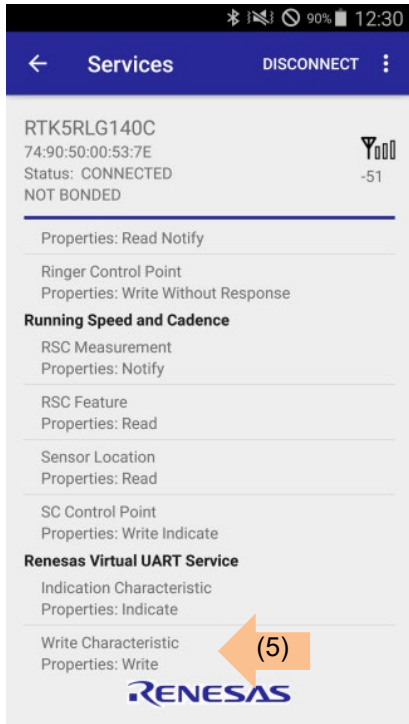 90% 12:30
Services DISCONNECT
RTK5RLG140C
74:90:50:00:53:7E
Status: CONNECTED
-51
NOT BONDED
Properties: Read Notify
Ringer Control Point
Properties: Write Without Response
Running Speed and Cadence
RSC Measurement
Properties: Notify
RSC Feature
Properties: Read
Sensor Location
Properties: Read
SC Control Point
Properties: Write Indicate
Renesas Virtual UART Service
Indication Characteristic
Properties: Indicate
Write Characteristic
(5)
Properties: Write
RENESAS